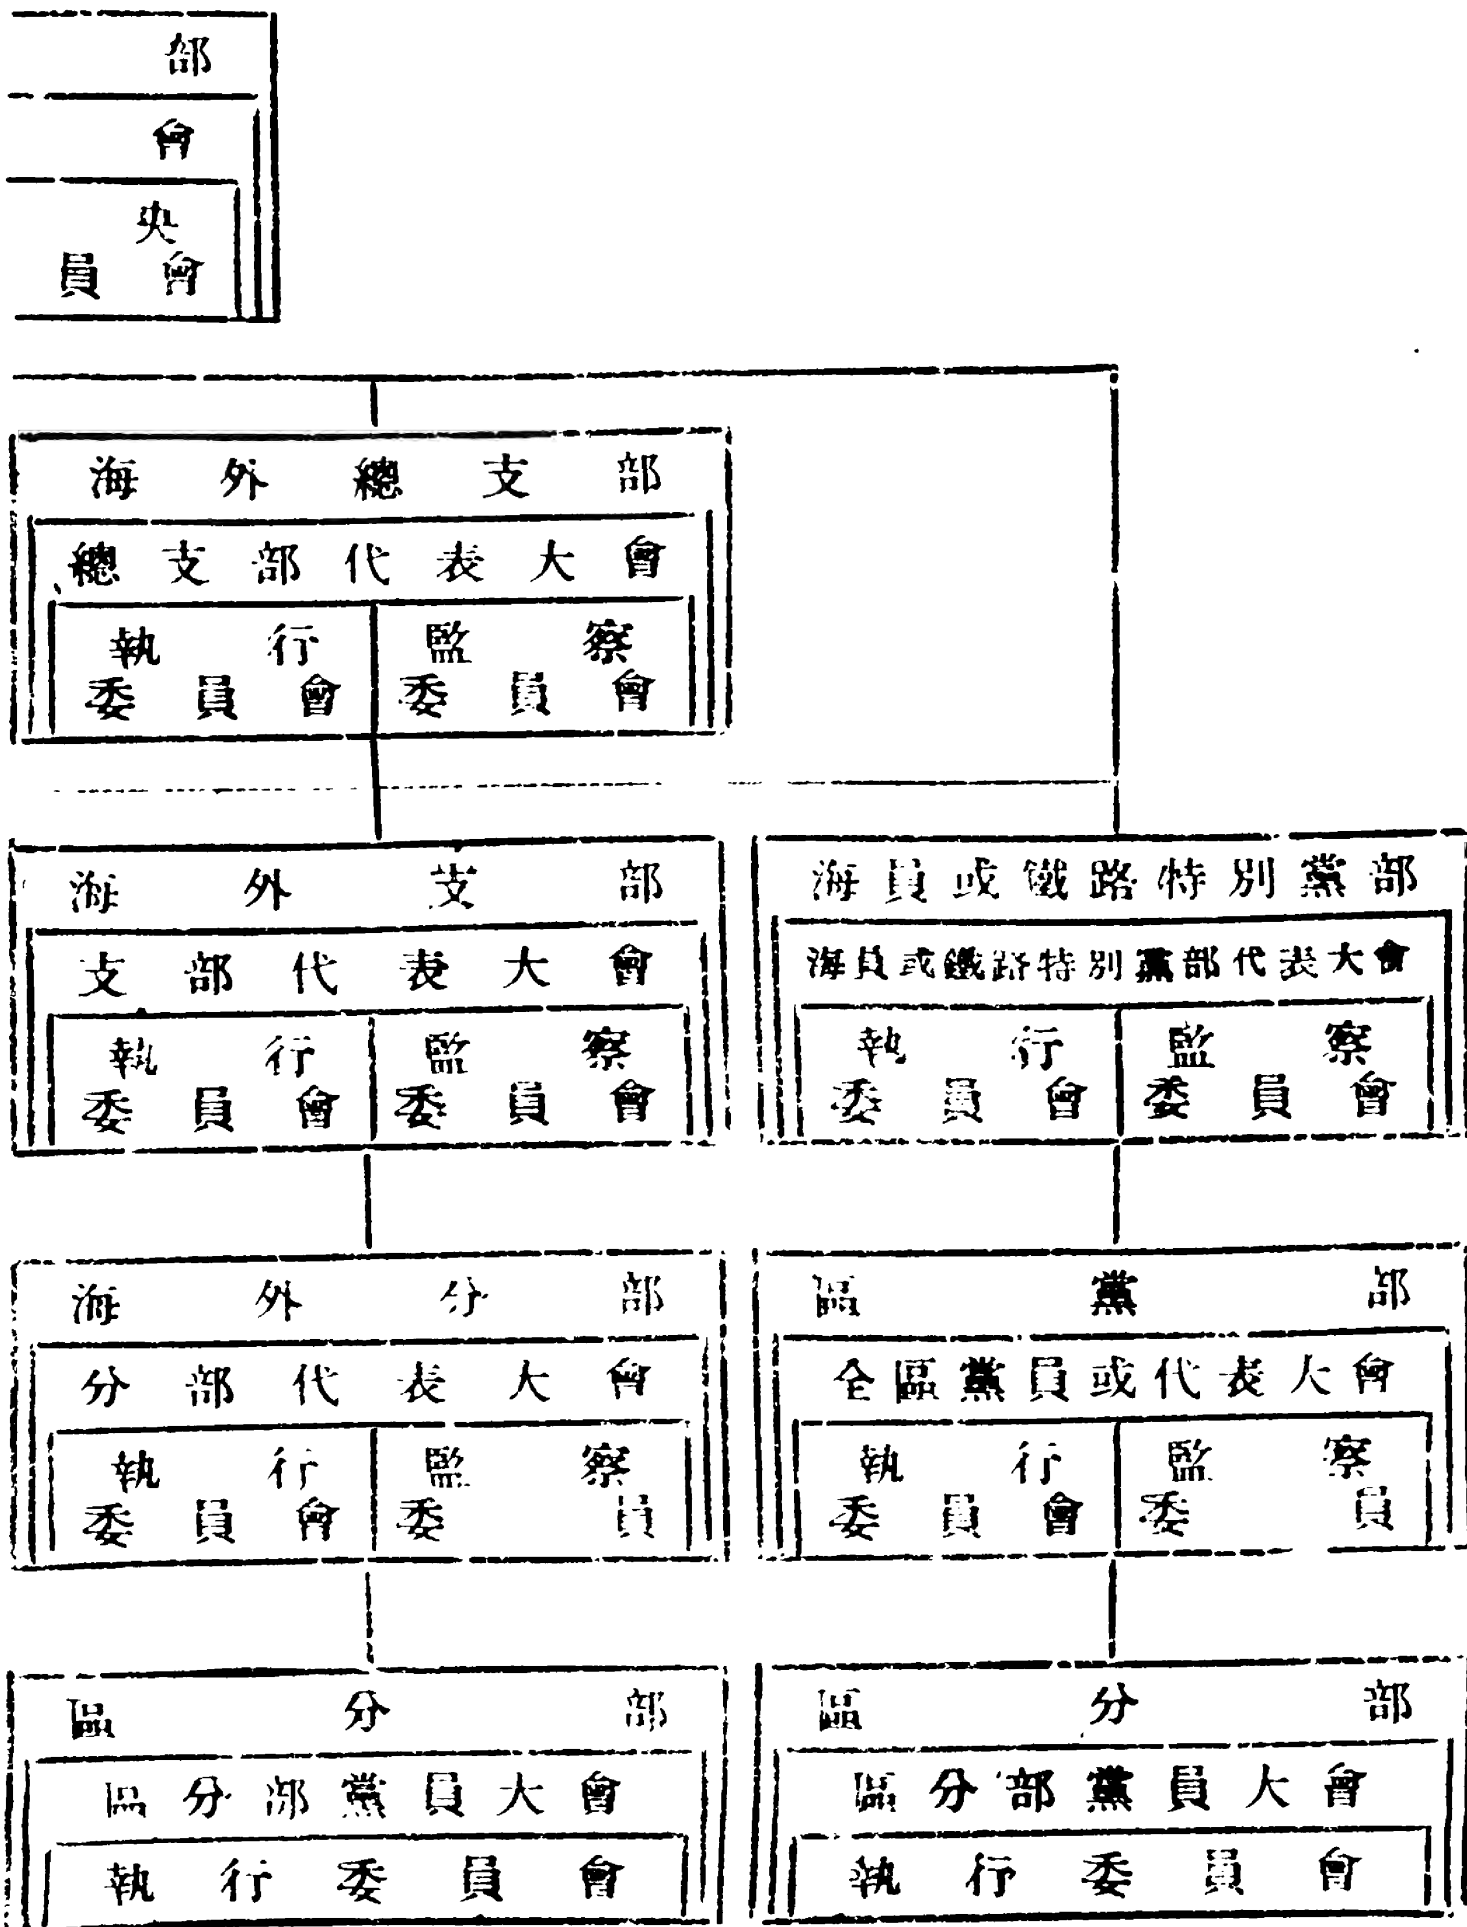 部
會
央
員會
海外總支部
總支部代表大會
執行 監察
委員會 委員會
海外支部
支部代表大會
執行 監察
委員會 委員會
海員或鐵路特別黨部
海員或鐵路特別黨部代表大會
執行 監察
委員會 委員會
海外分部
分部代表大會
執行 監察
委員會 委員
區黨部
全區黨員或代表大會
執行 監察
委員會 委員
區分部
區分部黨員大會
執行委員會
區分部
區分部黨員大會
執行委員會